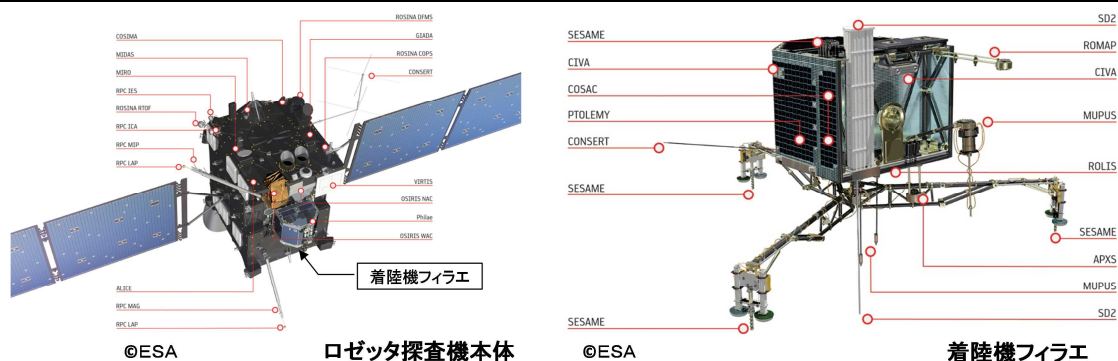 ROSINA DFMS
COSIMA
GIADA
MIDAS
ROSINA COPS
MIRO
CONSERT
RPC IES
ROSINA RTOF
RPC ICA
RPC MIP
RPC LAP
VIRTIS
OSIRIS NAC
Philae
OSIRIS WAC
着陸機フィラエ
ALICE
RPC MAG
RPC LAP
©ESA
ロゼッタ探査機本体
SD2
SESAME
ROMAP
CIVA
CIVA
COSAC
PTOLEMY
MUPUS
CONSERT
ROLIS
SESAME
SESAME
APXS
MUPUS
SD2
SESAME
©ESA
着陸機フィラエ